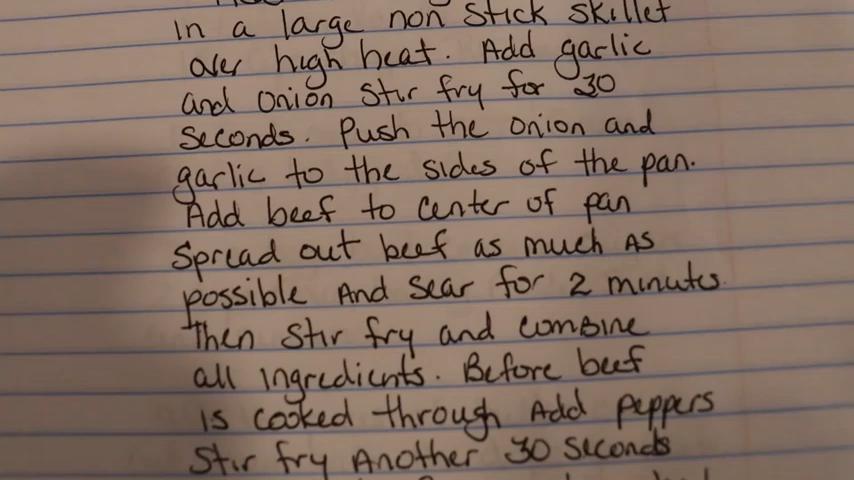 in a large non stick skillet
over high heat. Add garlic
and onion stir fry for 30
seconds. Push the onion and
garlic to the sides of the pan.
Add beef to center of pan
Spread out beef as much As
possible And sear for 2 minutes.
Then stir fry and combine
all ingredients. Before beef
is cooked through Add peppers
Stir fry Another 30 seconds